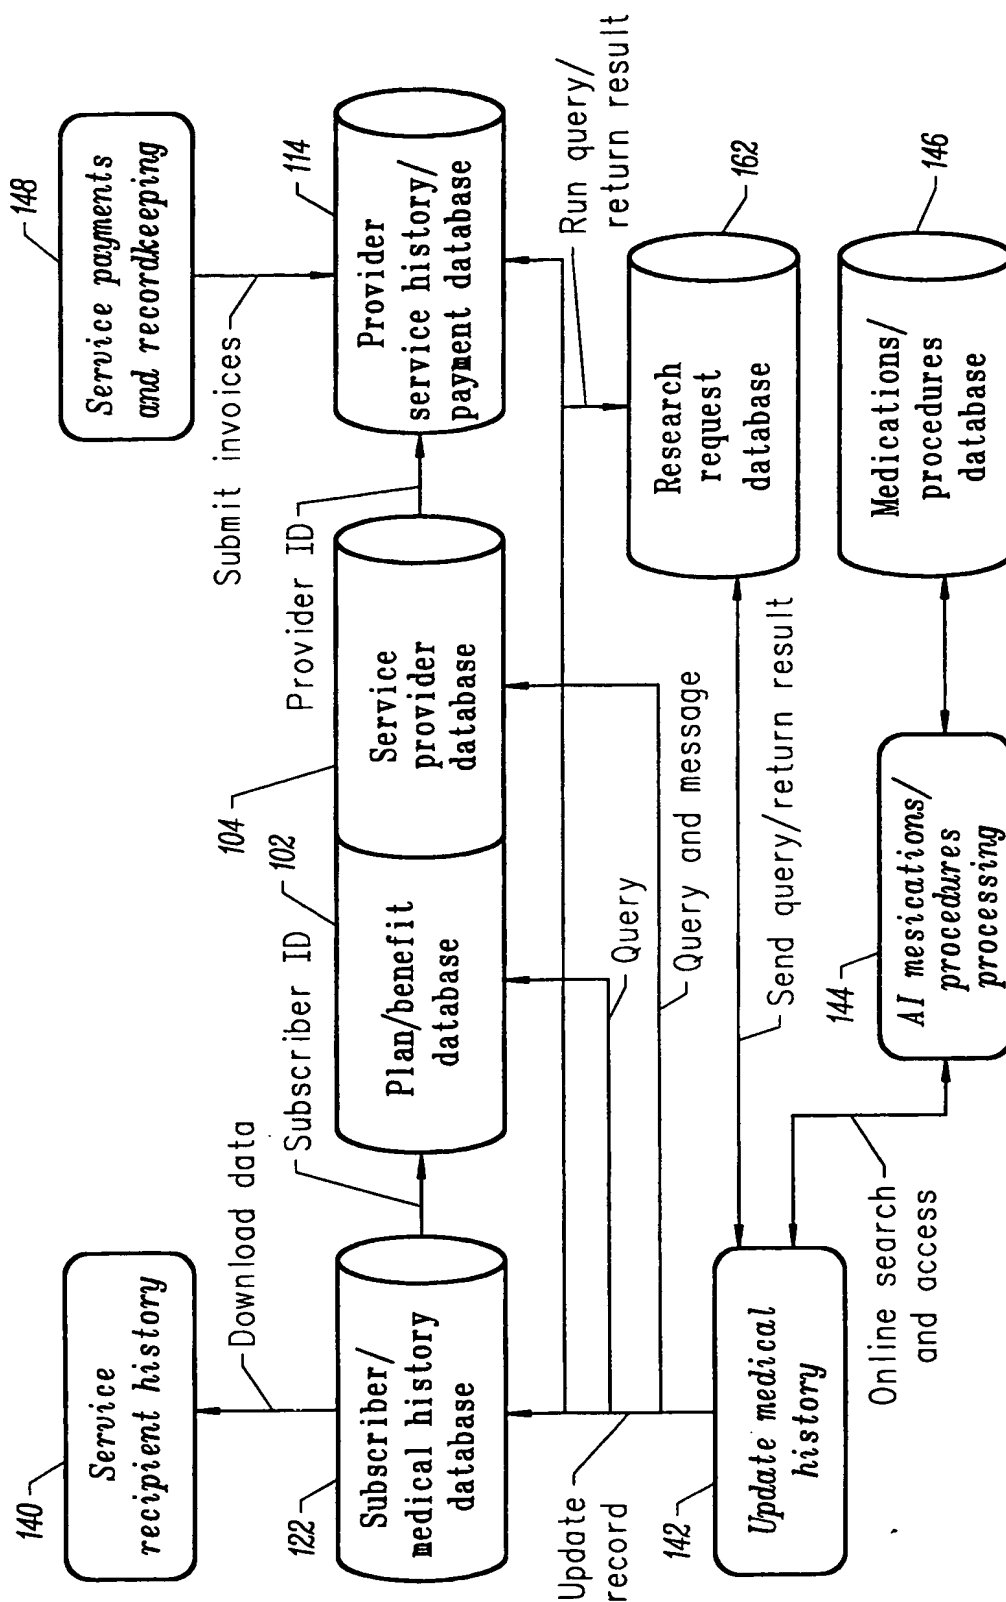 148
Service payments
and recordkeeping
Submit invoices
140
Service
recipient history
Download data
122
Subscriber/
medical history
database
Subscriber ID
102
Plan/benefit
database
104
Service
provider
database
Provider ID
114
Provider
service history/
payment database
Update
record
Query
Query and message
Run query/
return result
142
Update medical
history
Send query/return result
162
Research
request
database
Online search
and access
144
AI mesications/
procedures
processing
146
Medications/
procedures
database